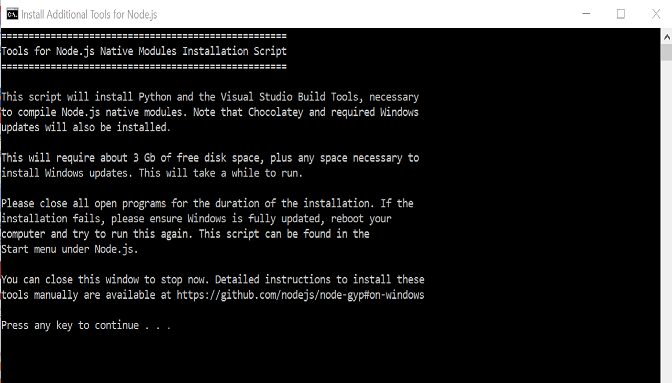 Install Additional Tools for Node.js
====================================================
Tools for Node.js Native Modules Installation Script
====================================================
This script will install Python and the Visual Studio Build Tools, necessary
to compile Node.js native modules. Note that Chocolatey and required Windows
updates will also be installed.
This will require about 3 Gb of free disk space, plus any space necessary to
install Windows updates. This will take a while to run.
Please close all open programs for the duration of the installation. If the
installation fails, please ensure Windows is fully updated, reboot your
computer and try to run this again. This script can be found in the
Start menu under Node.js.
You can close this window to stop now. Detailed instructions to install these
tools manually are available at https://github.com/nodejs/node-gyp#on-windows
Press any key to continue . . .